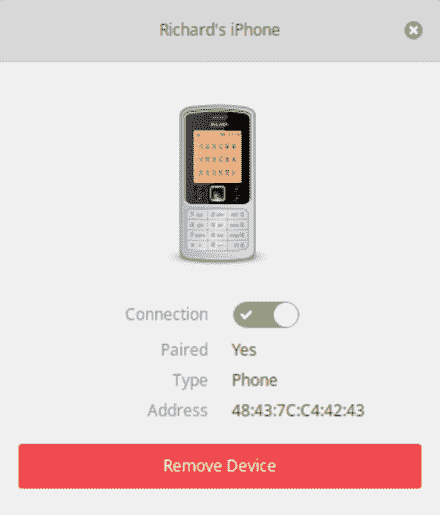 Richard's iPhone
Connection
Paired Yes
Type Phone
Address 48:43:7C:C4:42:43
Remove Device